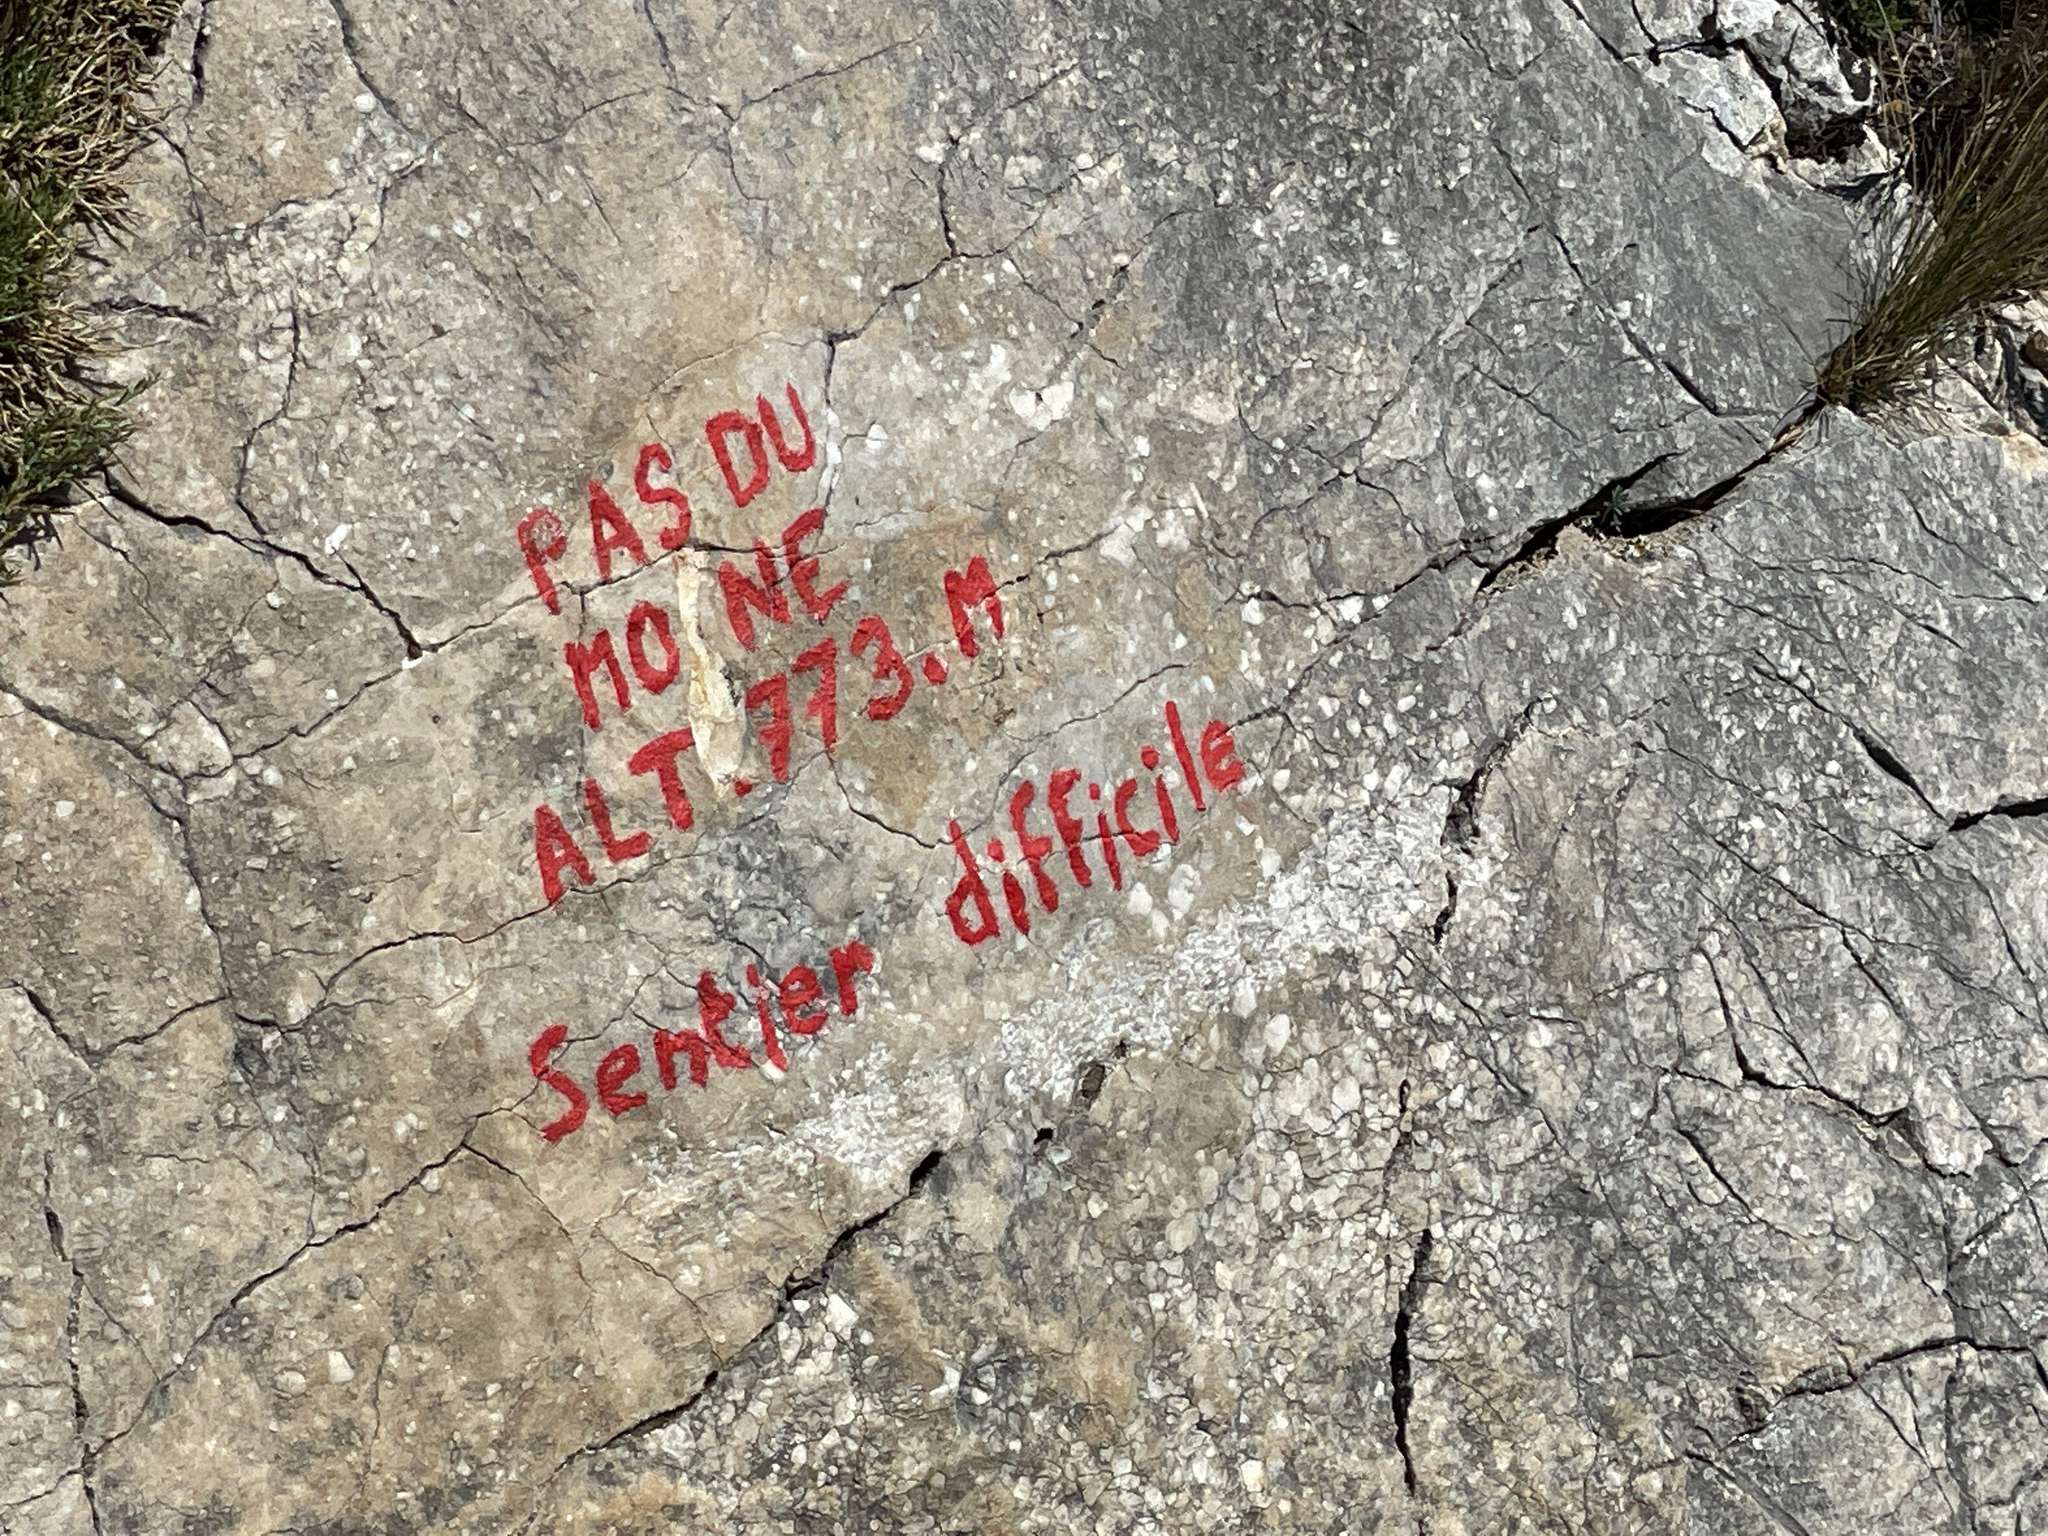 PAS DU
MOINE
ALT.773.M
Sentier difficile